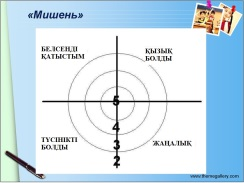 «Мишень»
БЕЛСЕНДІ
ҚАТЫСТЫМ
ҚЫЗЫҚ
БОЛДЫ
5
4
3
2
ТҮСІНІКТІ
БОЛДЫ
ЖАҢАЛЫҚ
www.themegallery.com